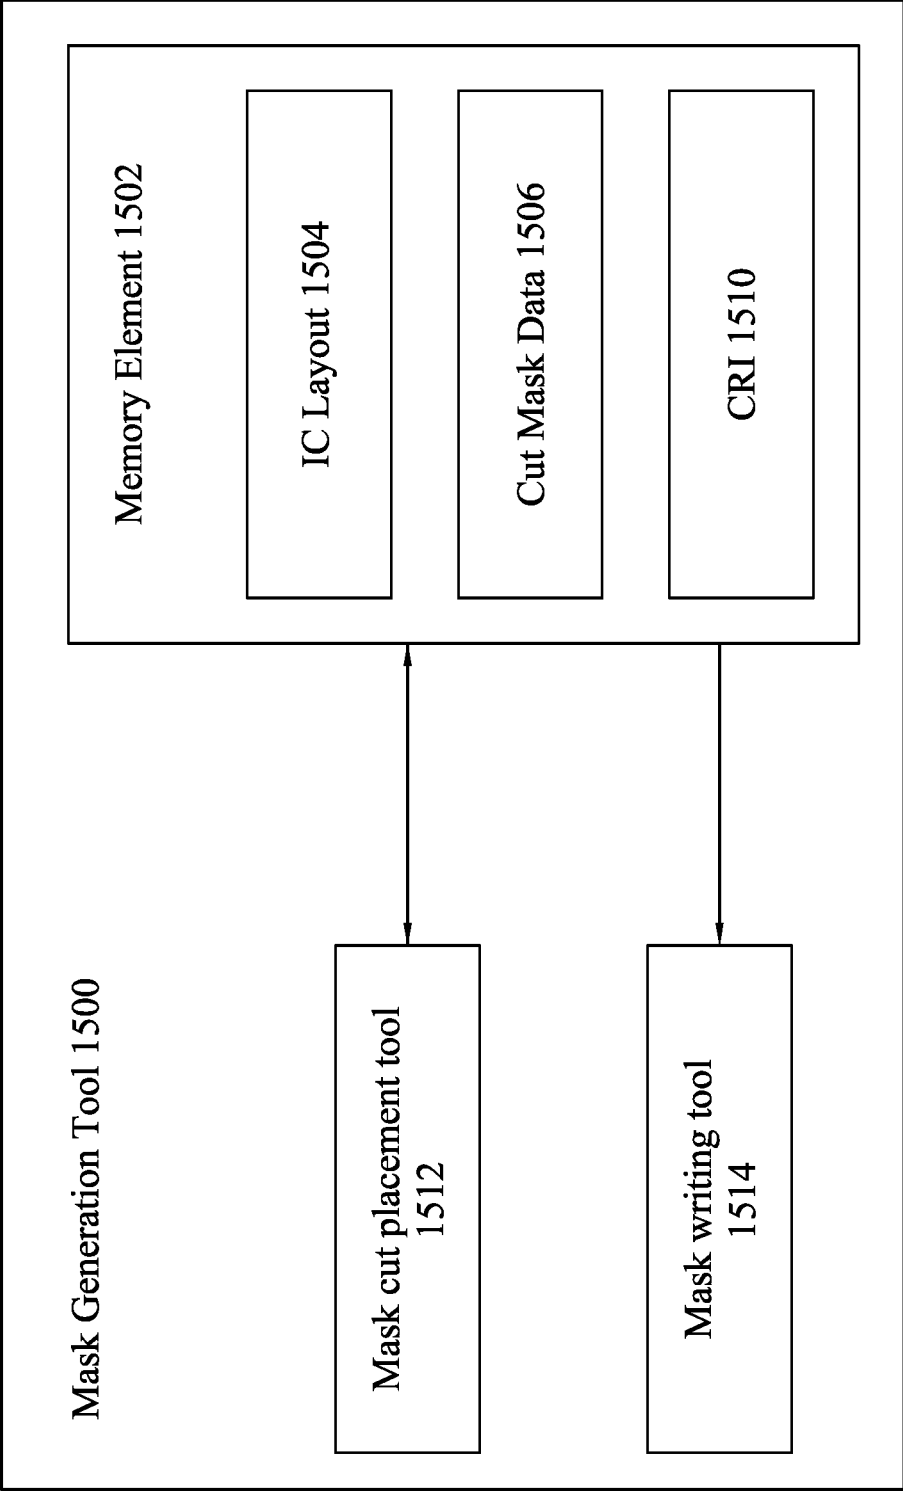 Mask Generation Tool 1500
Mask cut placement tool
1512
Mask writing tool
1514
Memory Element 1502
IC Layout 1504
Cut Mask Data 1506
CRI 1510